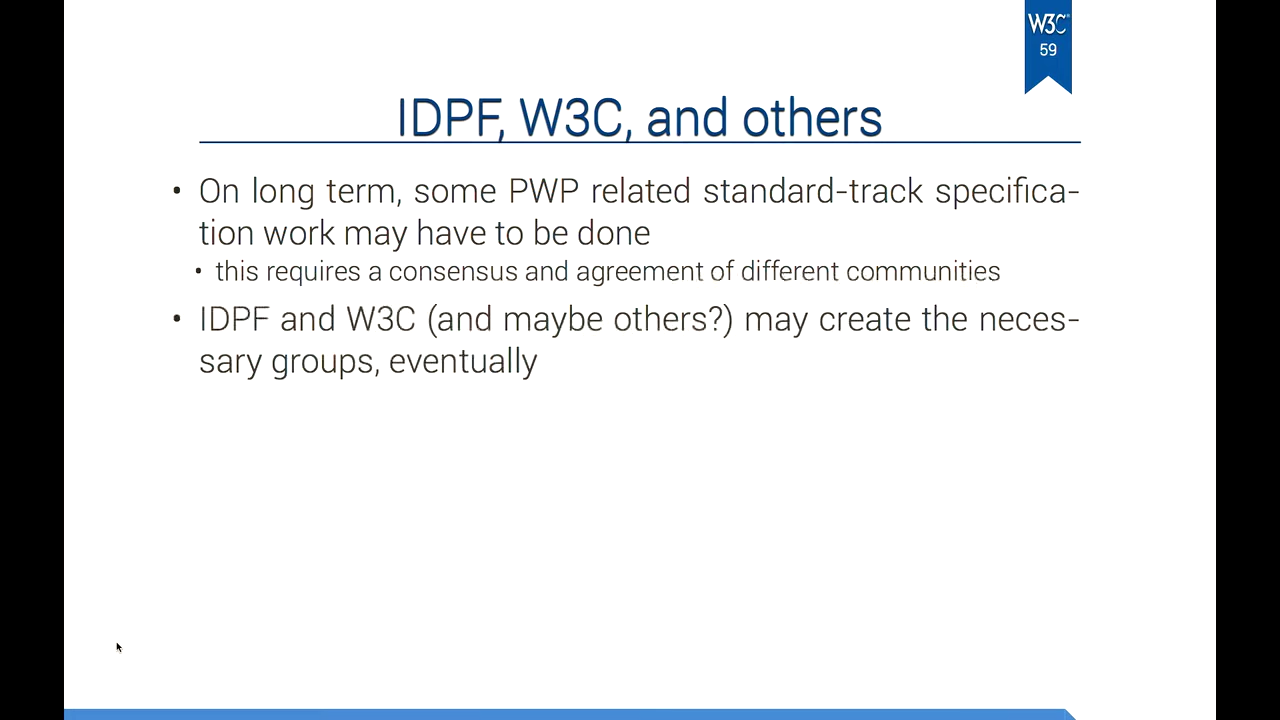 W3C®
59
IDPF, W3C, and others
• On long term, some PWP related standard-track specifica-
tion work may have to be done
• this requires a consensus and agreement of different communities
• IDPF and W3C (and maybe others?) may create the neces-
sary groups, eventually